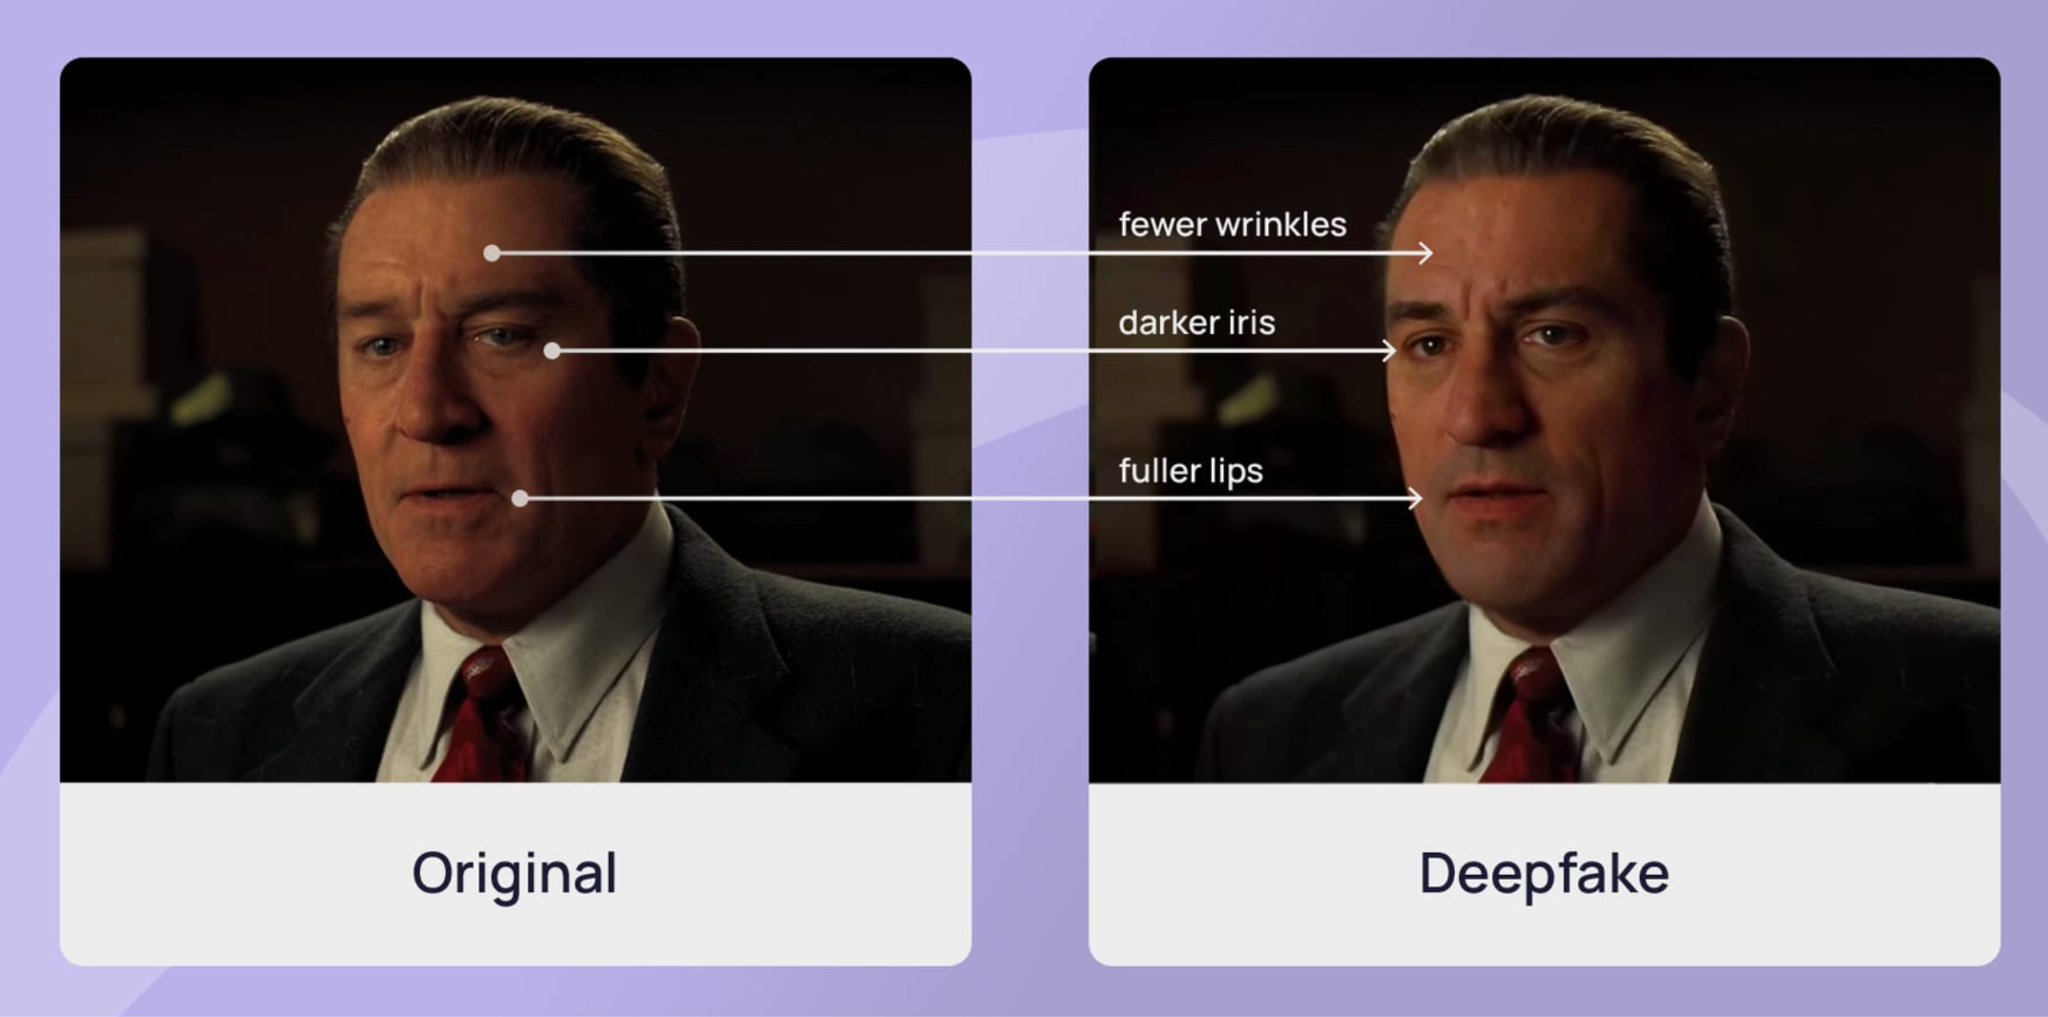 fewer wrinkles
darker iris
fuller lips
Original
Deepfake